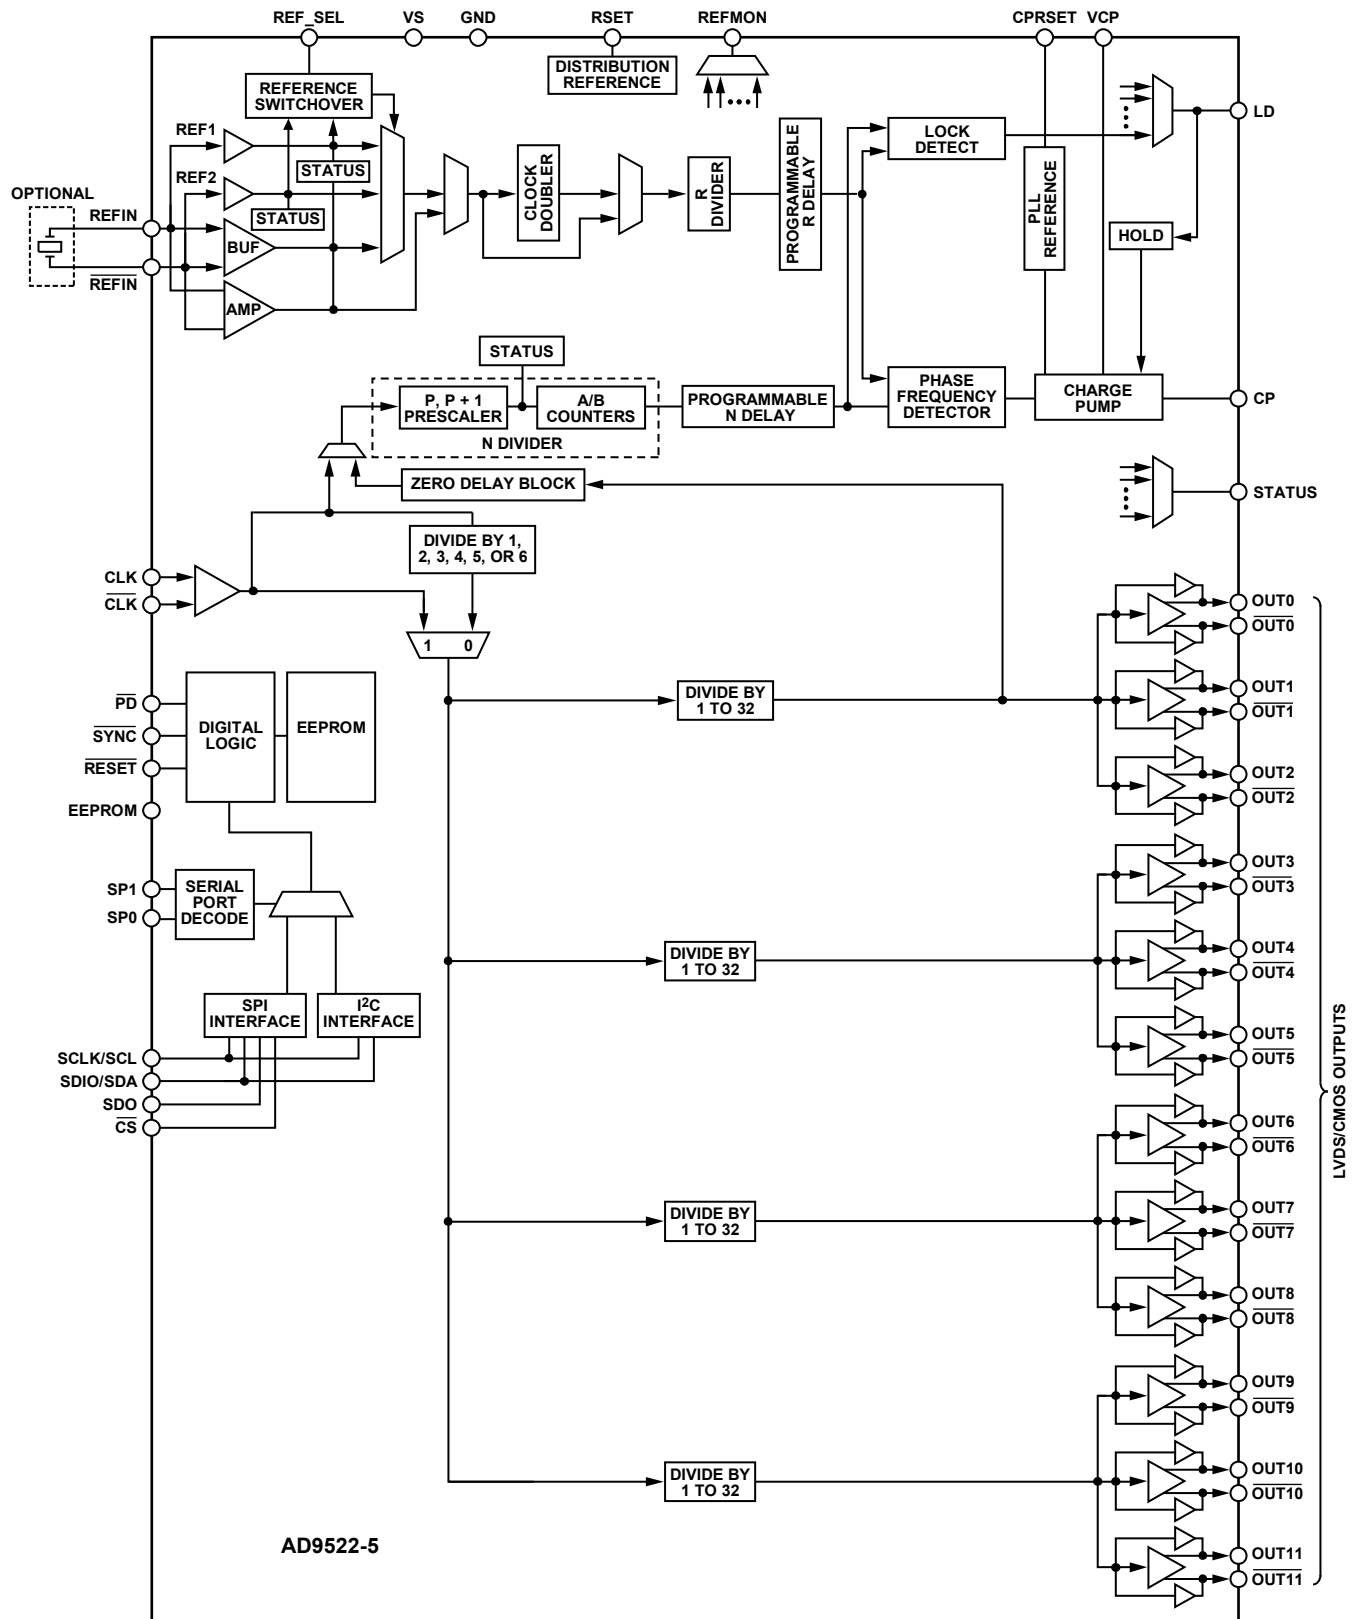 REF_SEL
VS
GND
RSET
REFMON
CPRSET
VCP
DISTRIBUTION
REFERENCE
REFERENCE
SWITCHOVER
LD
REF1
STATUS
REF2
STATUS
OPTIONAL
REFIN
BUF
REFIN
AMP
CLOCK
DOUBLER
R
DIVIDER
PROGRAMMABLE
R DELAY
LOCK
DETECT
PLL
REFERENCE
HOLD
STATUS
P, P + 1
PRESCALER
A/B
COUNTERS
N DIVIDER
PROGRAMMABLE
N DELAY
PHASE
FREQUENCY
DETECTOR
CHARGE
PUMP
CP
ZERO DELAY BLOCK
STATUS
DIVIDE BY 1,
2, 3, 4, 5, OR 6
CLK
CLK
1 0
OUT0
OUT0
DIVIDE BY
1 TO 32
OUT1
OUT1
OUT2
OUT2
PD
SYNC
RESET
EEPROM
DIGITAL
LOGIC
EEPROM
SP1
SP0
SERIAL
PORT
DECODE
OUT3
OUT3
DIVIDE BY
1 TO 32
OUT4
OUT4
OUT5
OUT5
SPI
INTERFACE
I2C
INTERFACE
SCLK/SCL
SDIO/SDA
SDO
CS
LVDS/CMOS OUTPUTS
OUT6
OUT6
DIVIDE BY
1 TO 32
OUT7
OUT7
OUT8
OUT8
OUT9
OUT9
DIVIDE BY
1 TO 32
OUT10
OUT10
OUT11
OUT11
AD9522-5